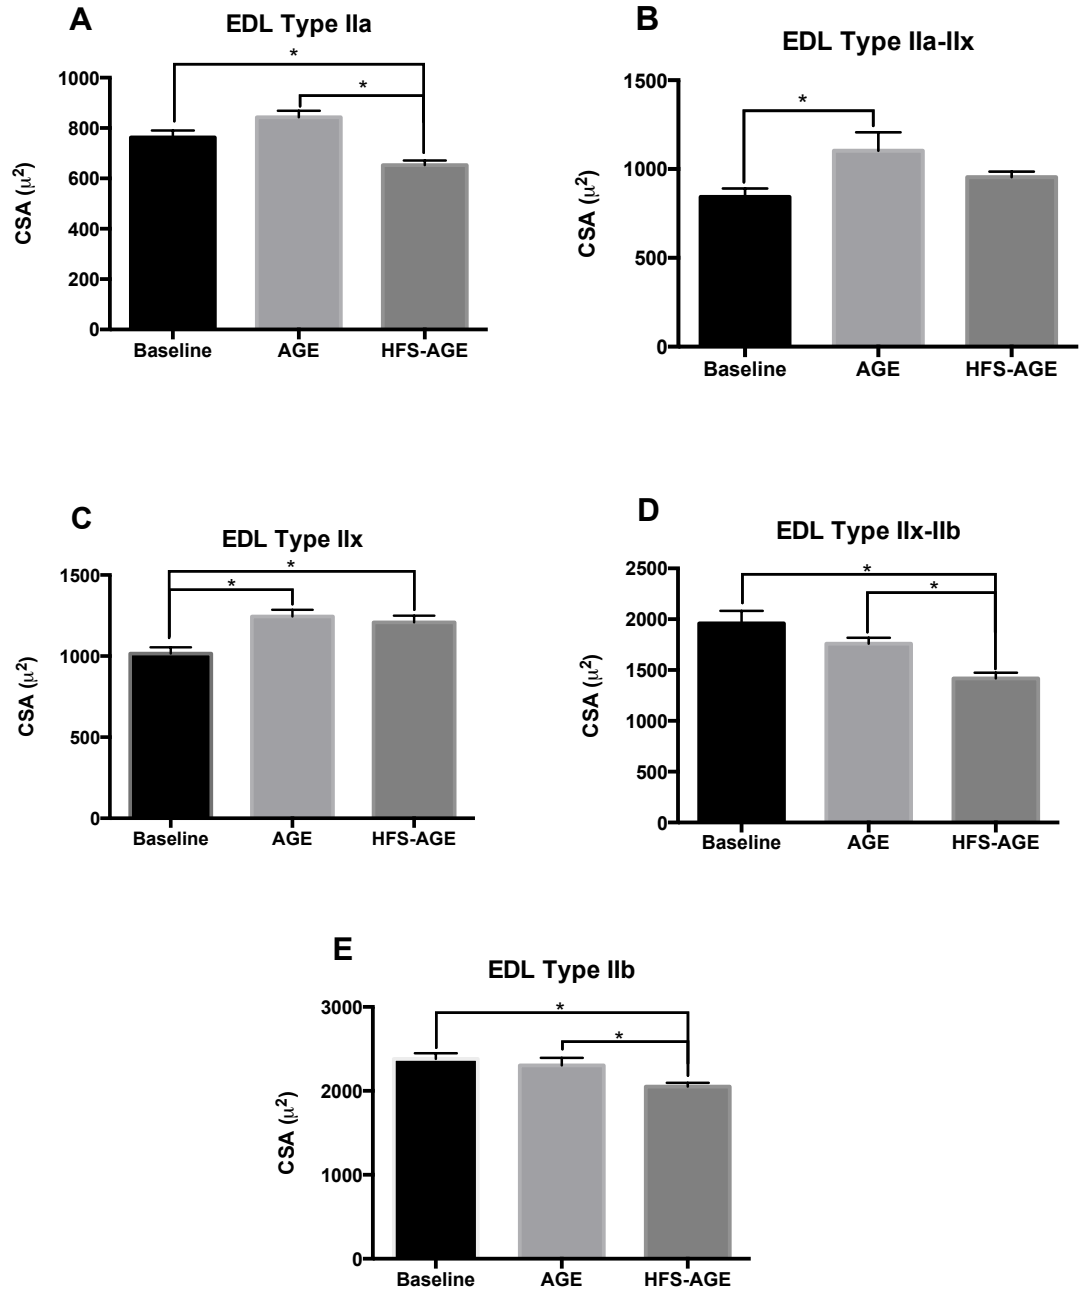 A
EDL Type IIa
*
*
1000
800
600
400
200
0
CSA (μ²)
Baseline AGE HFS-AGE
B
EDL Type IIa-IIx
*
1500
1000
500
0
CSA (μ²)
Baseline AGE HFS-AGE
C
EDL Type IIx
*
*
1500
1000
500
0
CSA (μ²)
Baseline AGE HFS-AGE
D
EDL Type IIx-IIb
*
*
2500
2000
1500
1000
500
0
CSA (μ²)
Baseline AGE HFS-AGE
E
EDL Type IIb
*
*
3000
2000
1000
0
CSA (μ²)
Baseline AGE HFS-AGE